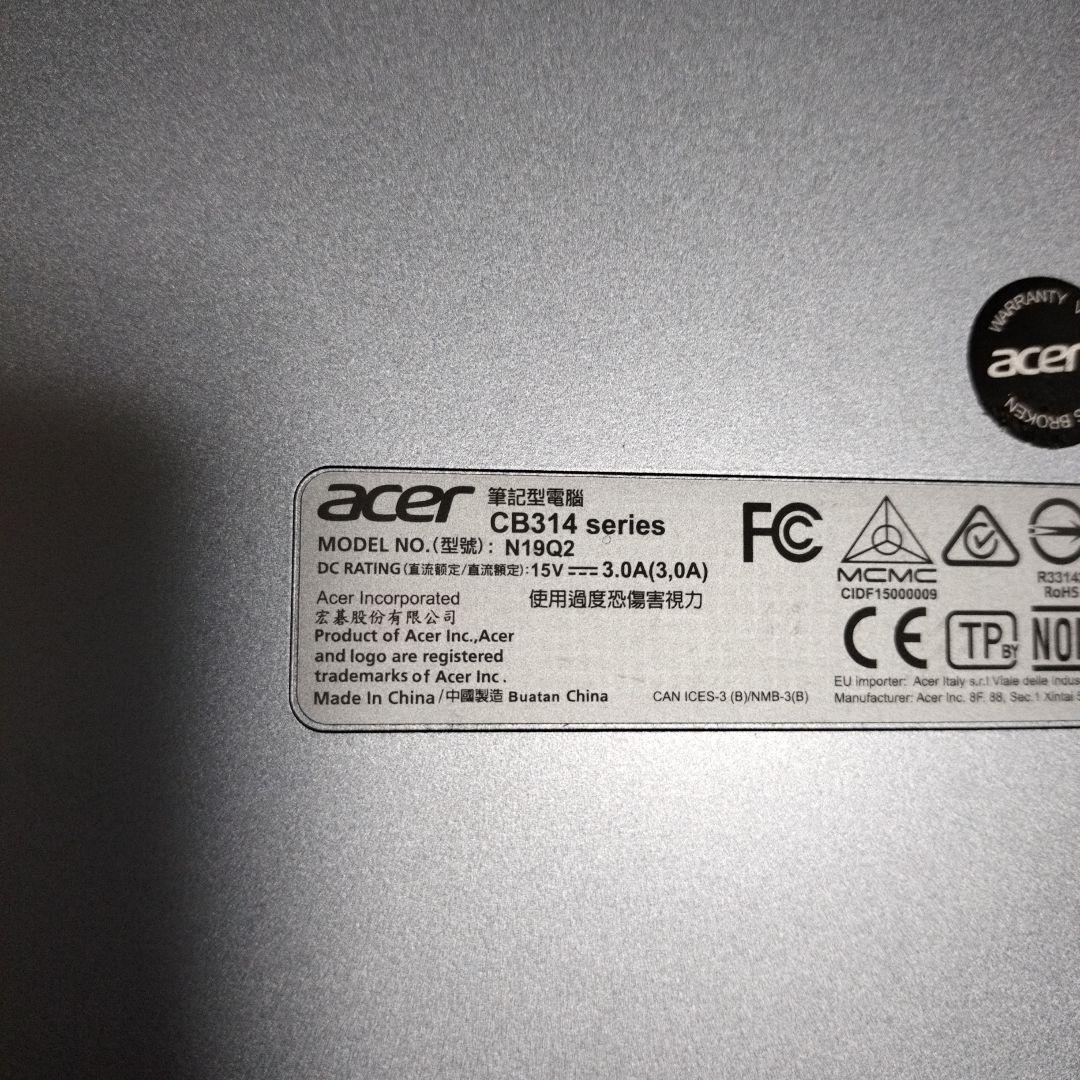 WARRANTY
acer
BROKEN
acer 筆記型電腦
CB314 series
MODEL NO.(型號): N19Q2
DC RATING(直流额定/直流額定):15V⎓3.0A(3,0A)
Acer Incorporated 使用過度恐傷害視力
宏碁股份有限公司
Product of Acer Inc.,Acer
and logo are registered
trademarks of Acer Inc.
Made In China/中國製造 Buatan China
CAN ICES-3 (B)/NMB-3(B)
FC
MCMC
CIDF15000009
RoHS
CE
TP BY
EU importer: Acer Italy s.r.l Viale delle
Manufacturer: Acer Inc. 8F. 88, Sec.1 Xintai